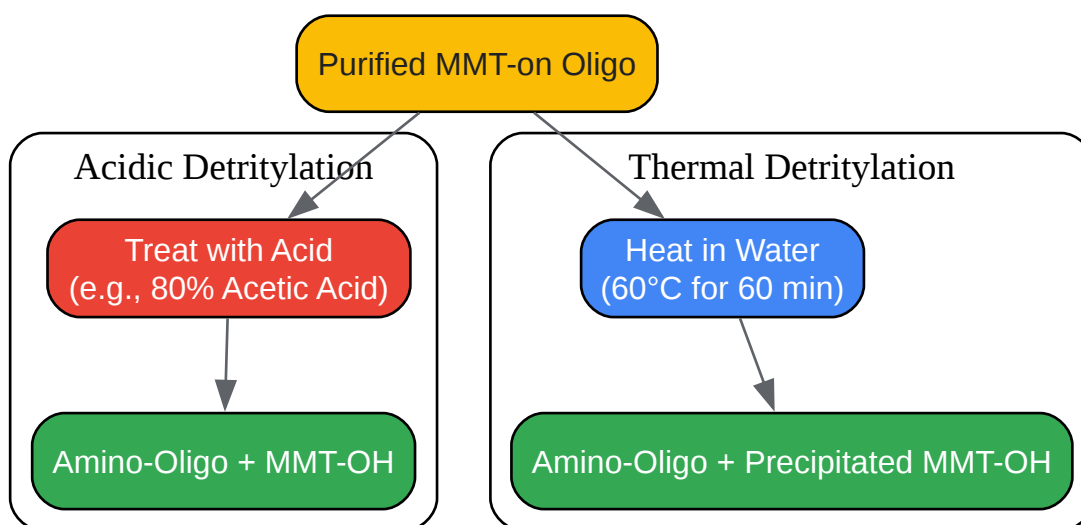 Purified MMT-on Oligo
Acidic Detritylation
Treat with Acid
(e.g., 80% Acetic Acid)
Amino-Oligo + MMT-OH
Thermal Detritylation
Heat in Water
(60°C for 60 min)
Amino-Oligo + Precipitated MMT-OH